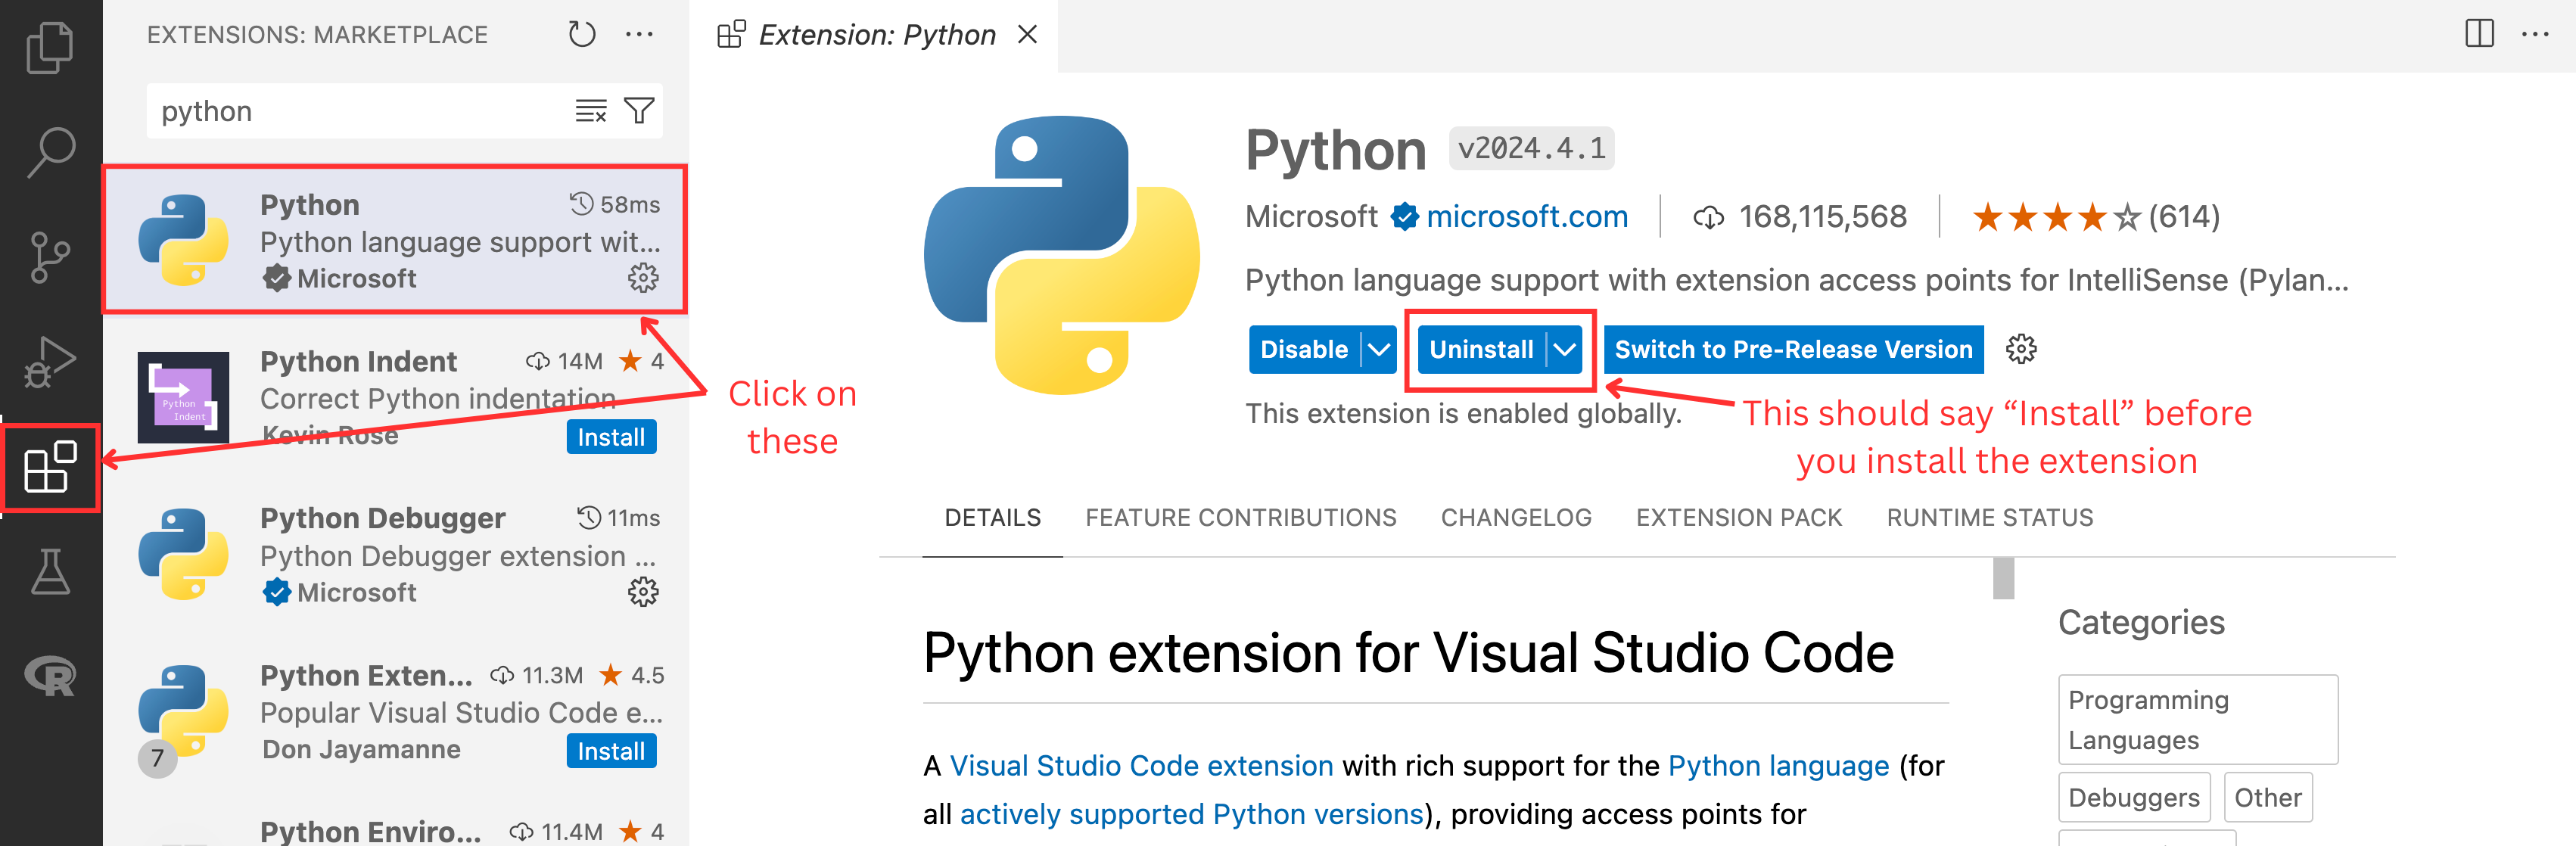 EXTENSIONS: MARKETPLACE
python
Python 58ms
Python language support wit...
Microsoft
Python Indent 14M 4
Correct Python indentation
Kevin Rose Install
Python
Indent
Python Debugger 11ms
Python Debugger extension ...
Microsoft
Python Exten... 11.3M 4.5
Popular Visual Studio Code e...
Don Jayamanne Install
7
Python Enviro... 11.4M 4
R
Click on
these
Extension: Python
Python v2024.4.1
Microsoft microsoft.com 168,115,568 (614)
Python language support with extension access points for IntelliSense (Pylan...
Disable Uninstall Switch to Pre-Release Version
This extension is enabled globally.
This should say “Install” before
you install the extension
DETAILS FEATURE CONTRIBUTIONS CHANGELOG EXTENSION PACK RUNTIME STATUS
Python extension for Visual Studio Code
A Visual Studio Code extension with rich support for the Python language (for
all actively supported Python versions), providing access points for
Categories
Programming
Languages
Debuggers Other